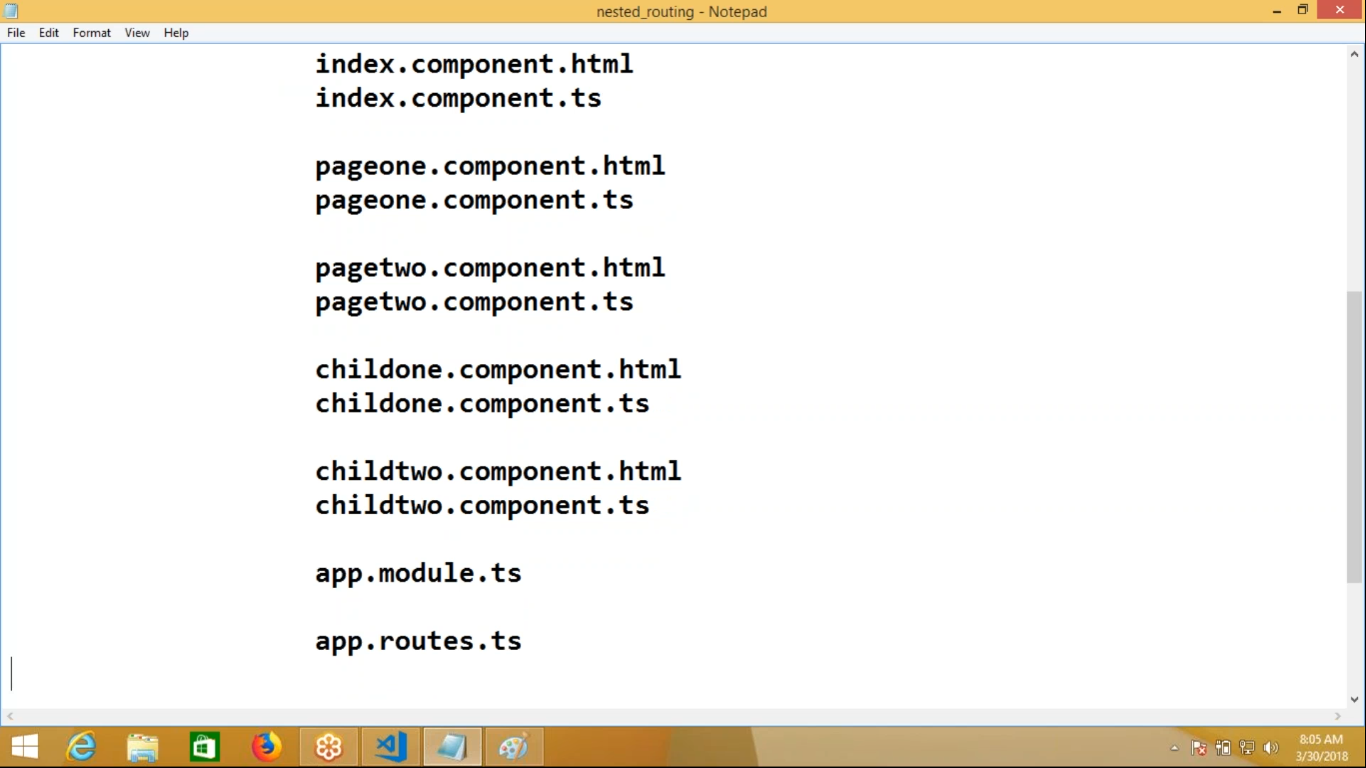 nested_routing - Notepad
File Edit Format View Help
index.component.html
index.component.ts
pageone.component.html
pageone.component.ts
pagetwo.component.html
pagetwo.component.ts
childone.component.html
childone.component.ts
childtwo.component.html
childtwo.component.ts
app.module.ts
app.routes.ts
8:05 AM
3/30/2018